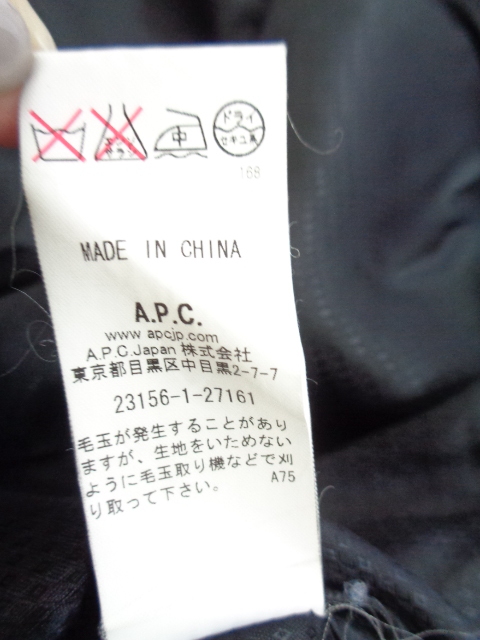 中
ドライ
セキユ系
168
MADE IN CHINA
A.P.C.
www.apcjp.com
A.P.C.Japan 株式会社
東京都目黒区中目黒2-7-7
23156-1-27161
毛玉が発生することがあり
ますが、生地をいためない
ように毛玉取り機などで刈
り取って下さい。
A75